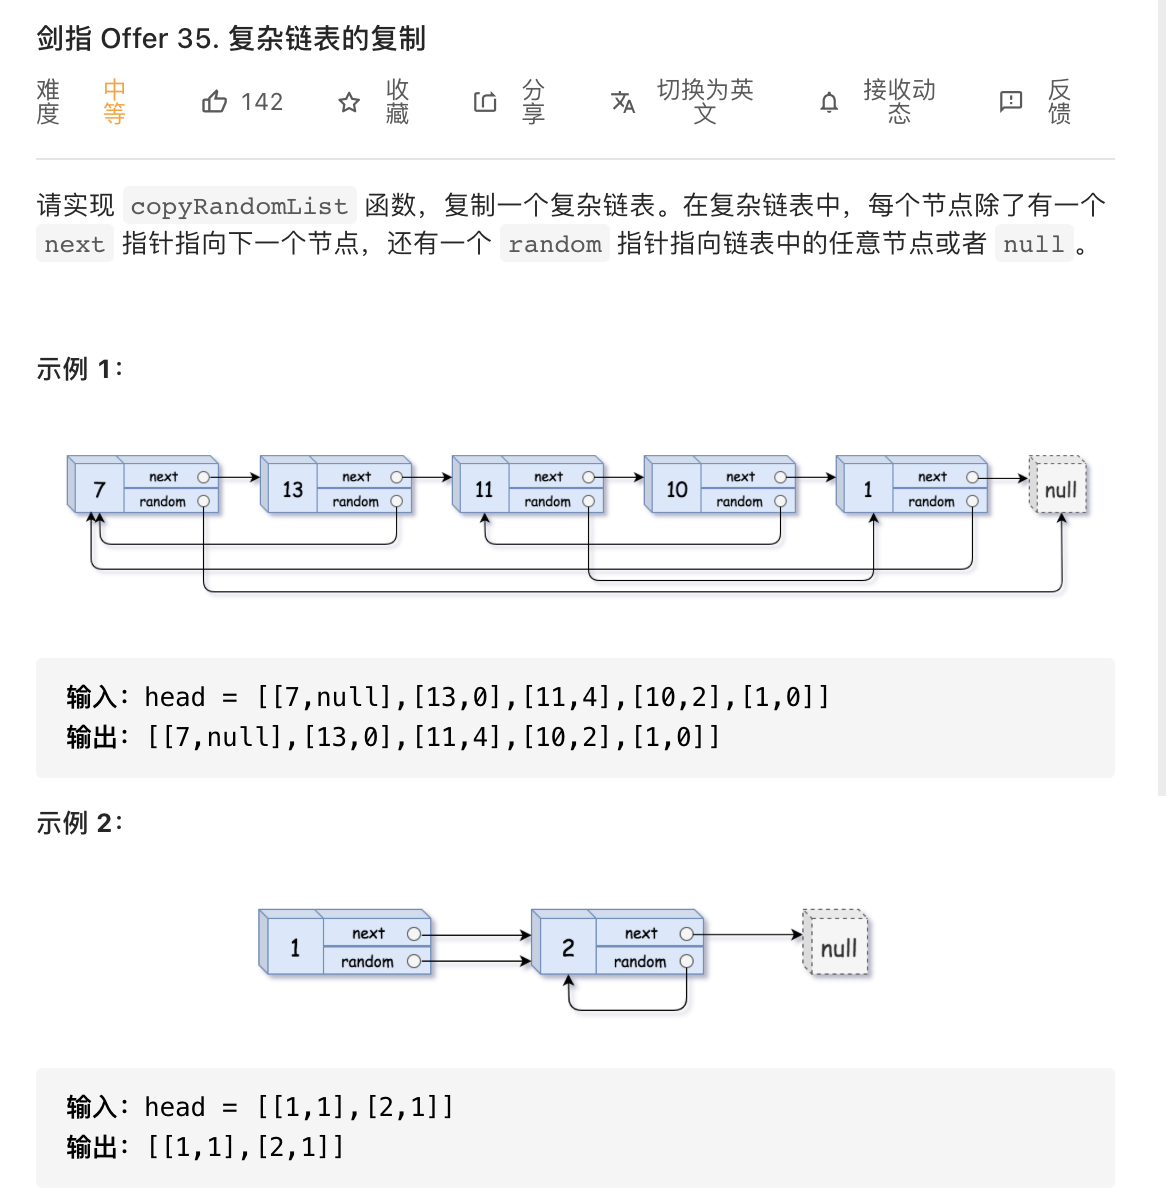 剑指 Offer 35. 复杂链表的复制
难度 中等 142 收藏 分享 切换为英文 接收动态 反馈
请实现 copyRandomList 函数，复制一个复杂链表。在复杂链表中，每个节点除了有一个
next 指针指向下一个节点，还有一个 random 指针指向链表中的任意节点或者 null 。
示例 1：
7 next random 13 next random 11 next random 10 next random 1 next random null
输入：head = [[7,null],[13,0],[11,4],[10,2],[1,0]]
输出：[[7,null],[13,0],[11,4],[10,2],[1,0]]
示例 2：
1 next random 2 next random null
输入：head = [[1,1],[2,1]]
输出：[[1,1],[2,1]]